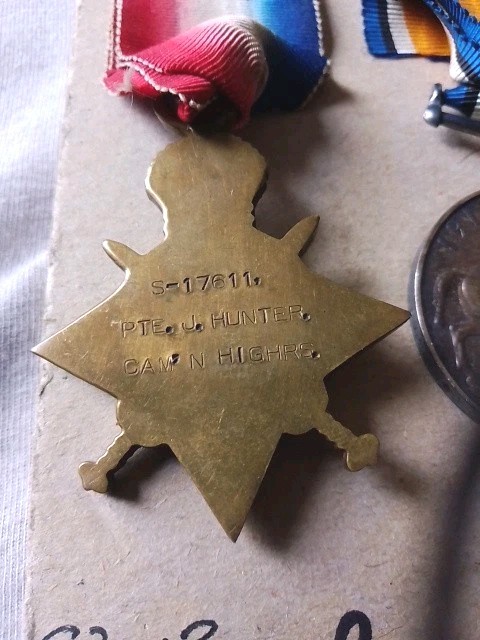 S-17611.
PTE. J. HUNTER.
CAM'N HIGHRS.